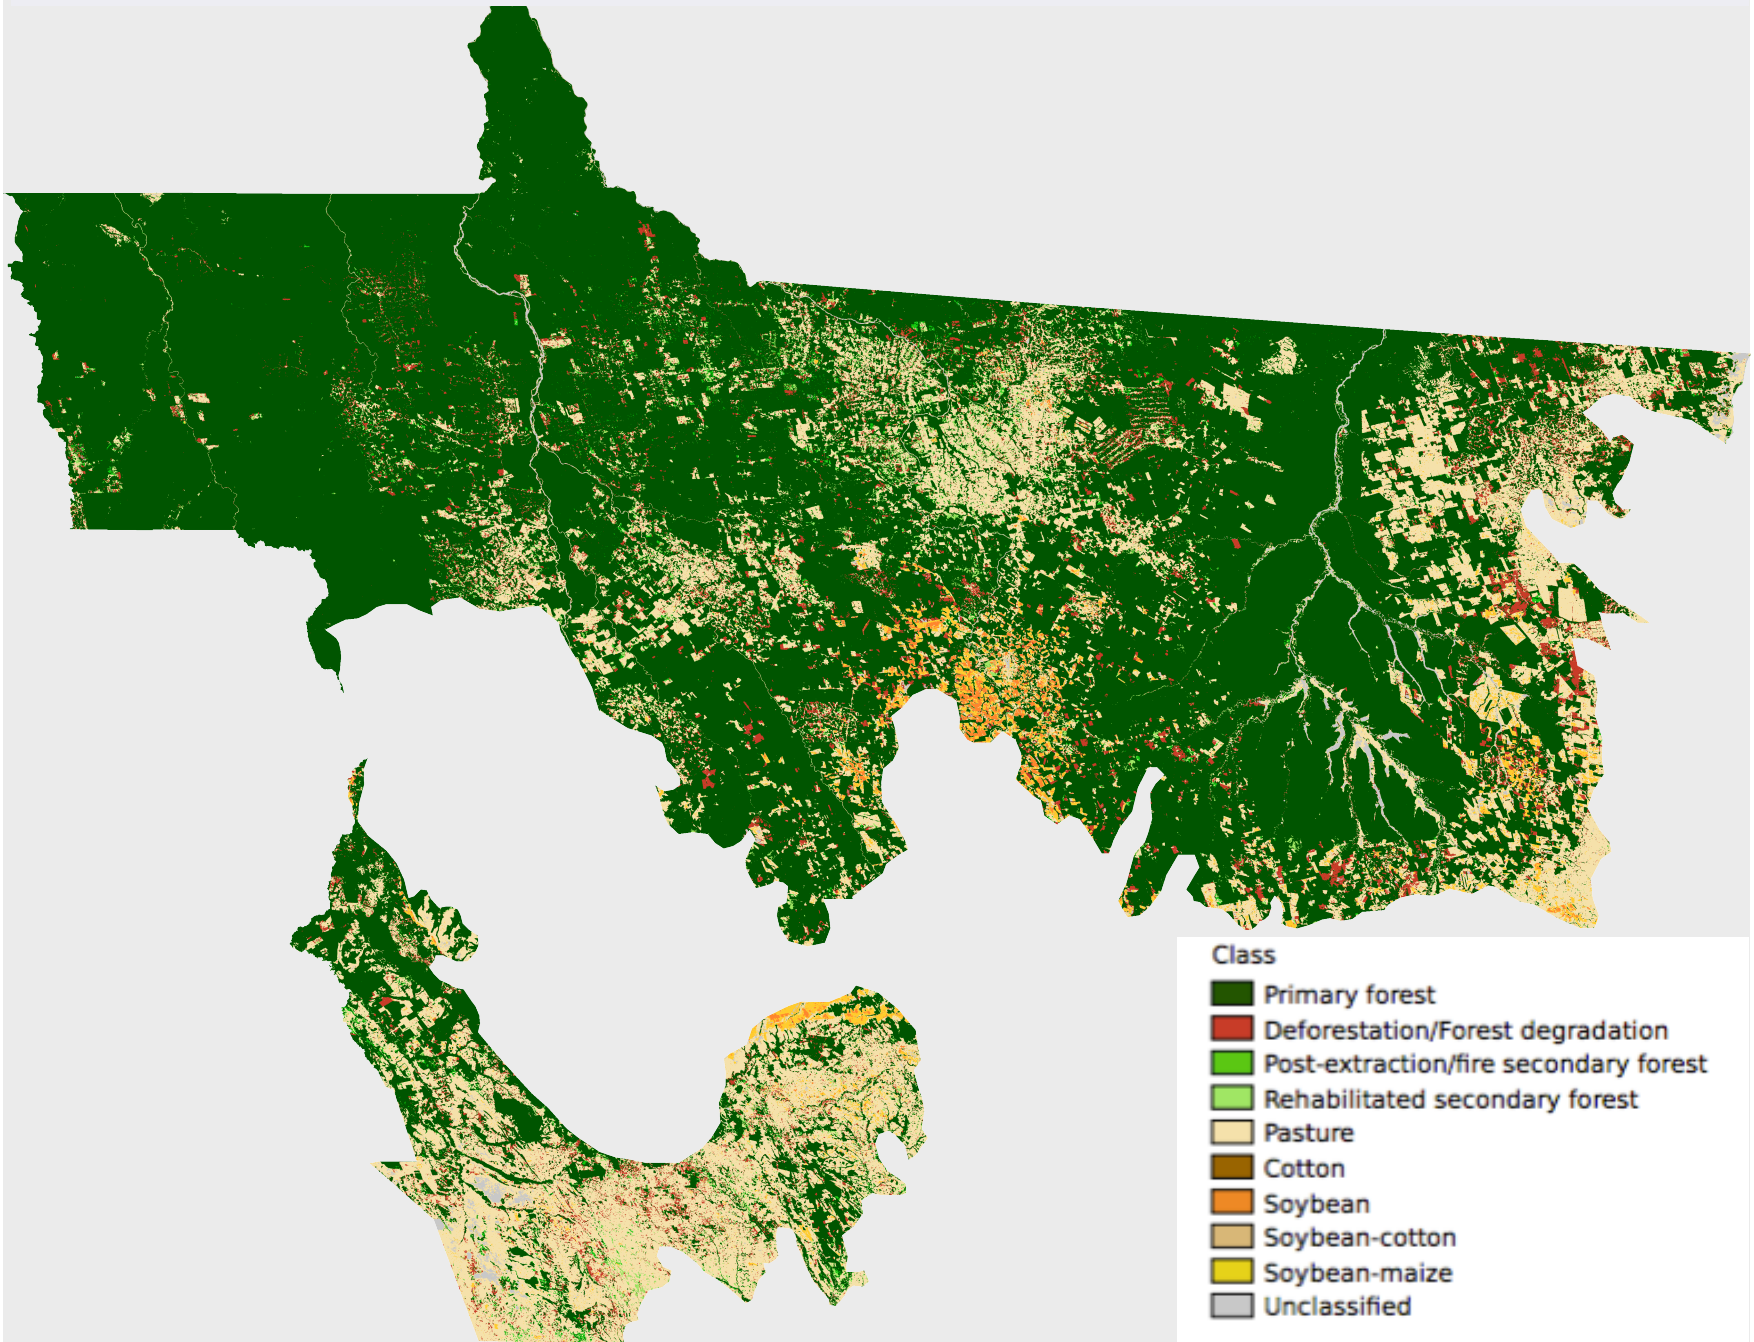 Class
Primary forest
Deforestation/Forest degradation
Post-extraction/fire secondary forest
Rehabilitated secondary forest
Pasture
Cotton
Soybean
Soybean-cotton
Soybean-maize
Unclassified